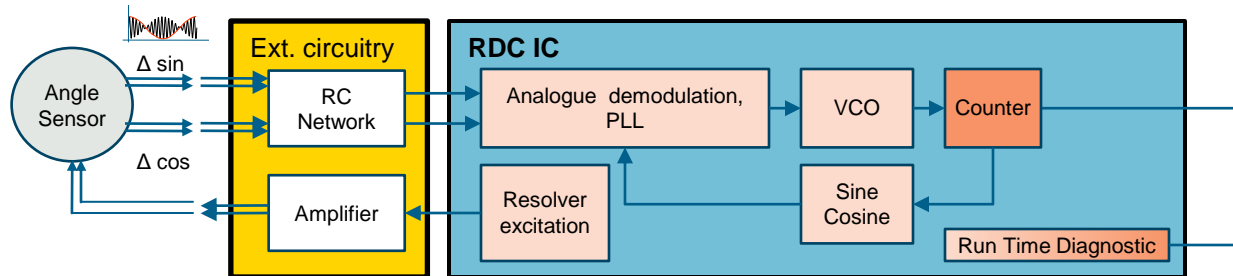 Ext. circuitry
RDC IC
Δ sin
Angle
Sensor
Δ cos
RC
Network
Analogue demodulation,
PLL
VCO
Counter
Amplifier
Resolver
excitation
Sine
Cosine
Run Time Diagnostic